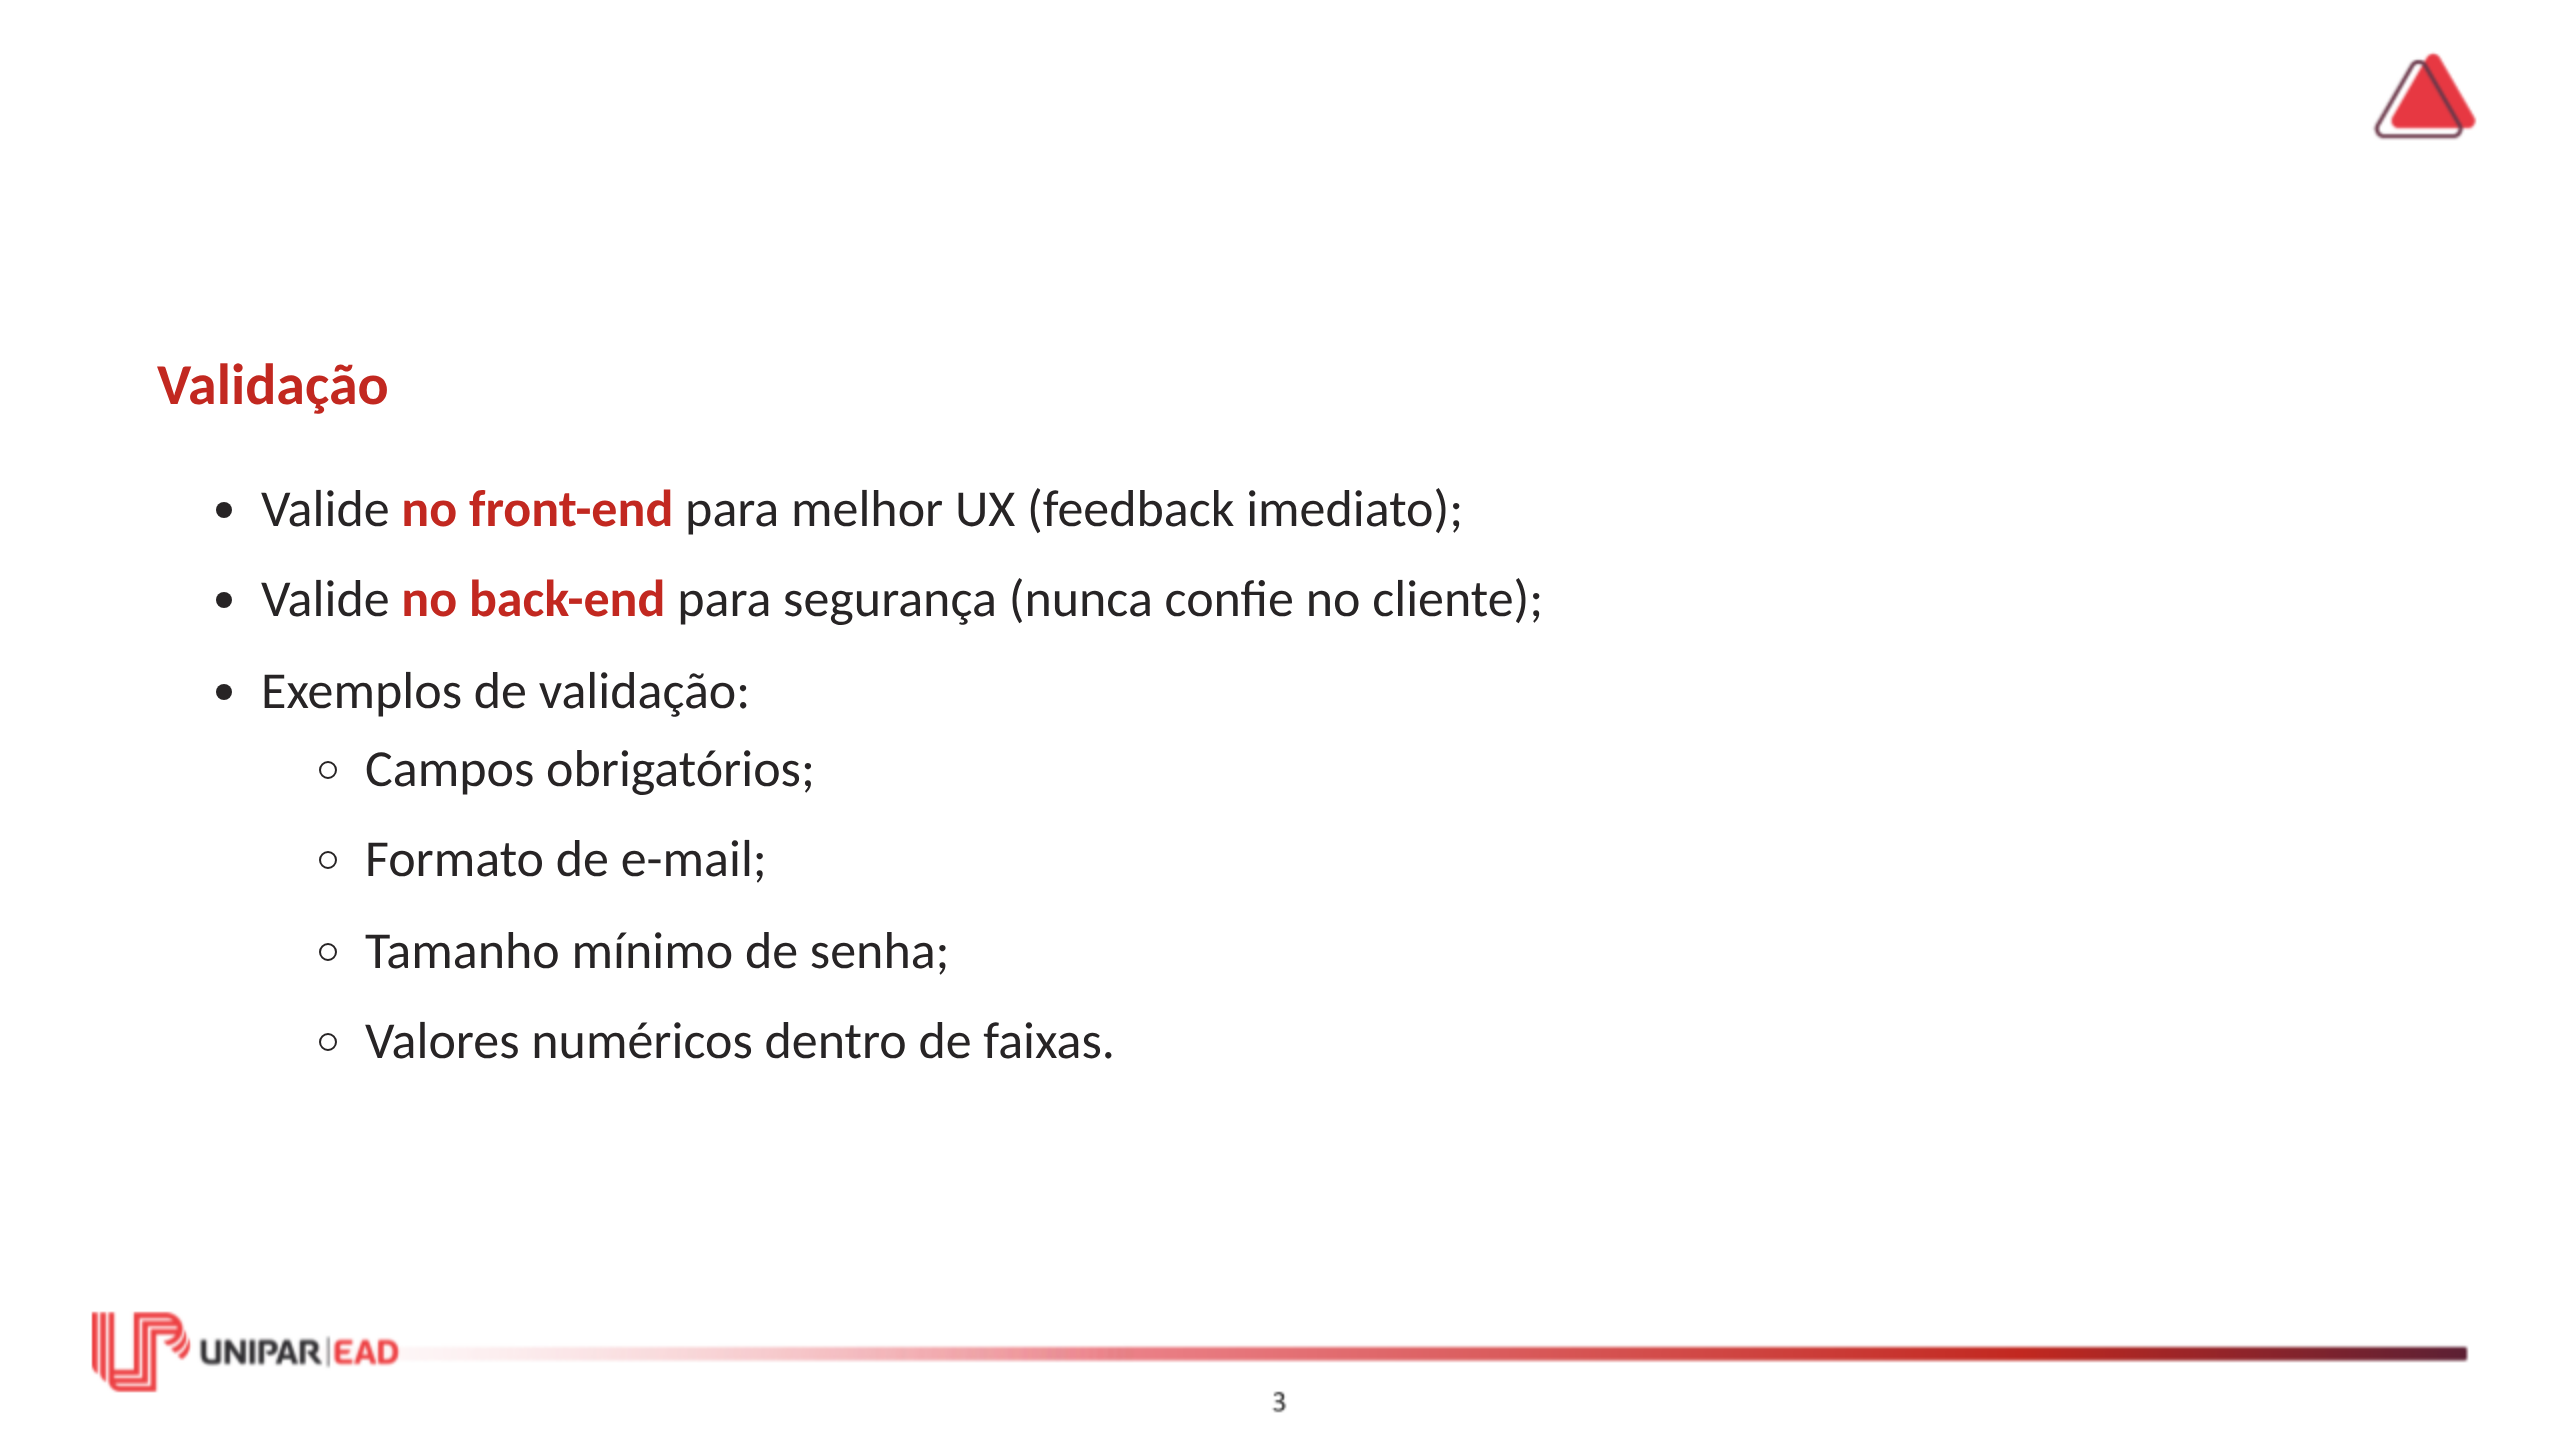 Validação
• Valide no front-end para melhor UX (feedback imediato);
• Valide no back-end para segurança (nunca confie no cliente);
• Exemplos de validação:
◦ Campos obrigatórios;
◦ Formato de e-mail;
◦ Tamanho mínimo de senha;
◦ Valores numéricos dentro de faixas.
UNIPAR|EAD
3